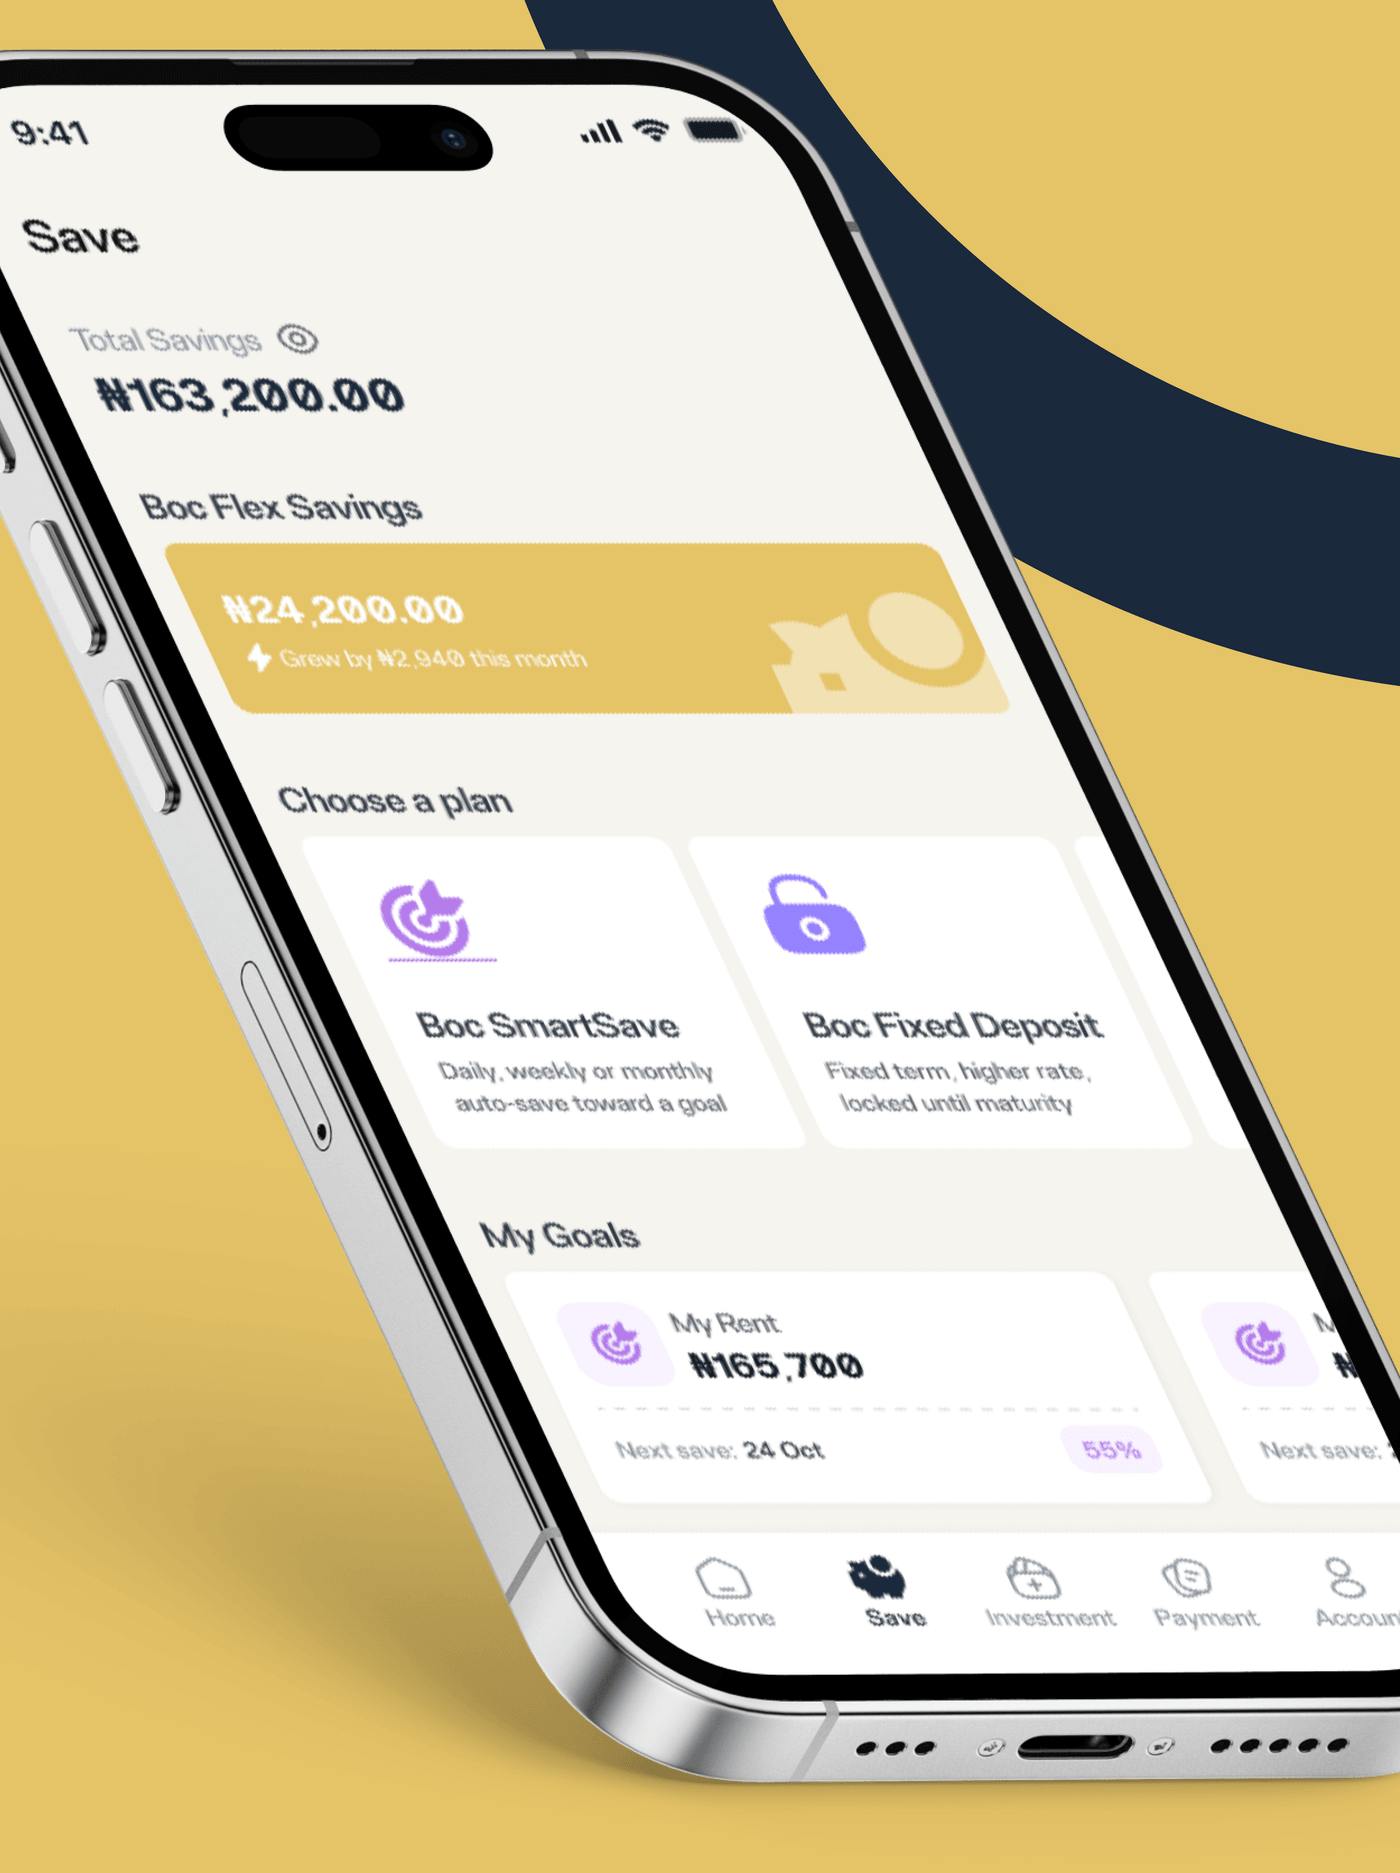 9:41
Save
Total Savings
₦163,200.00
Boc Flex Savings
₦24,200.00
Grew by ₦2,940 this month
Choose a plan
Boc SmartSave
Daily, weekly or monthly
auto-save toward a goal
Boc Fixed Deposit
Fixed term, higher rate,
locked until maturity
My Goals
My Rent
₦165,700
Next save: 24 Oct
55%
Next save:
Home
Save
Investment
Payment
Accoun